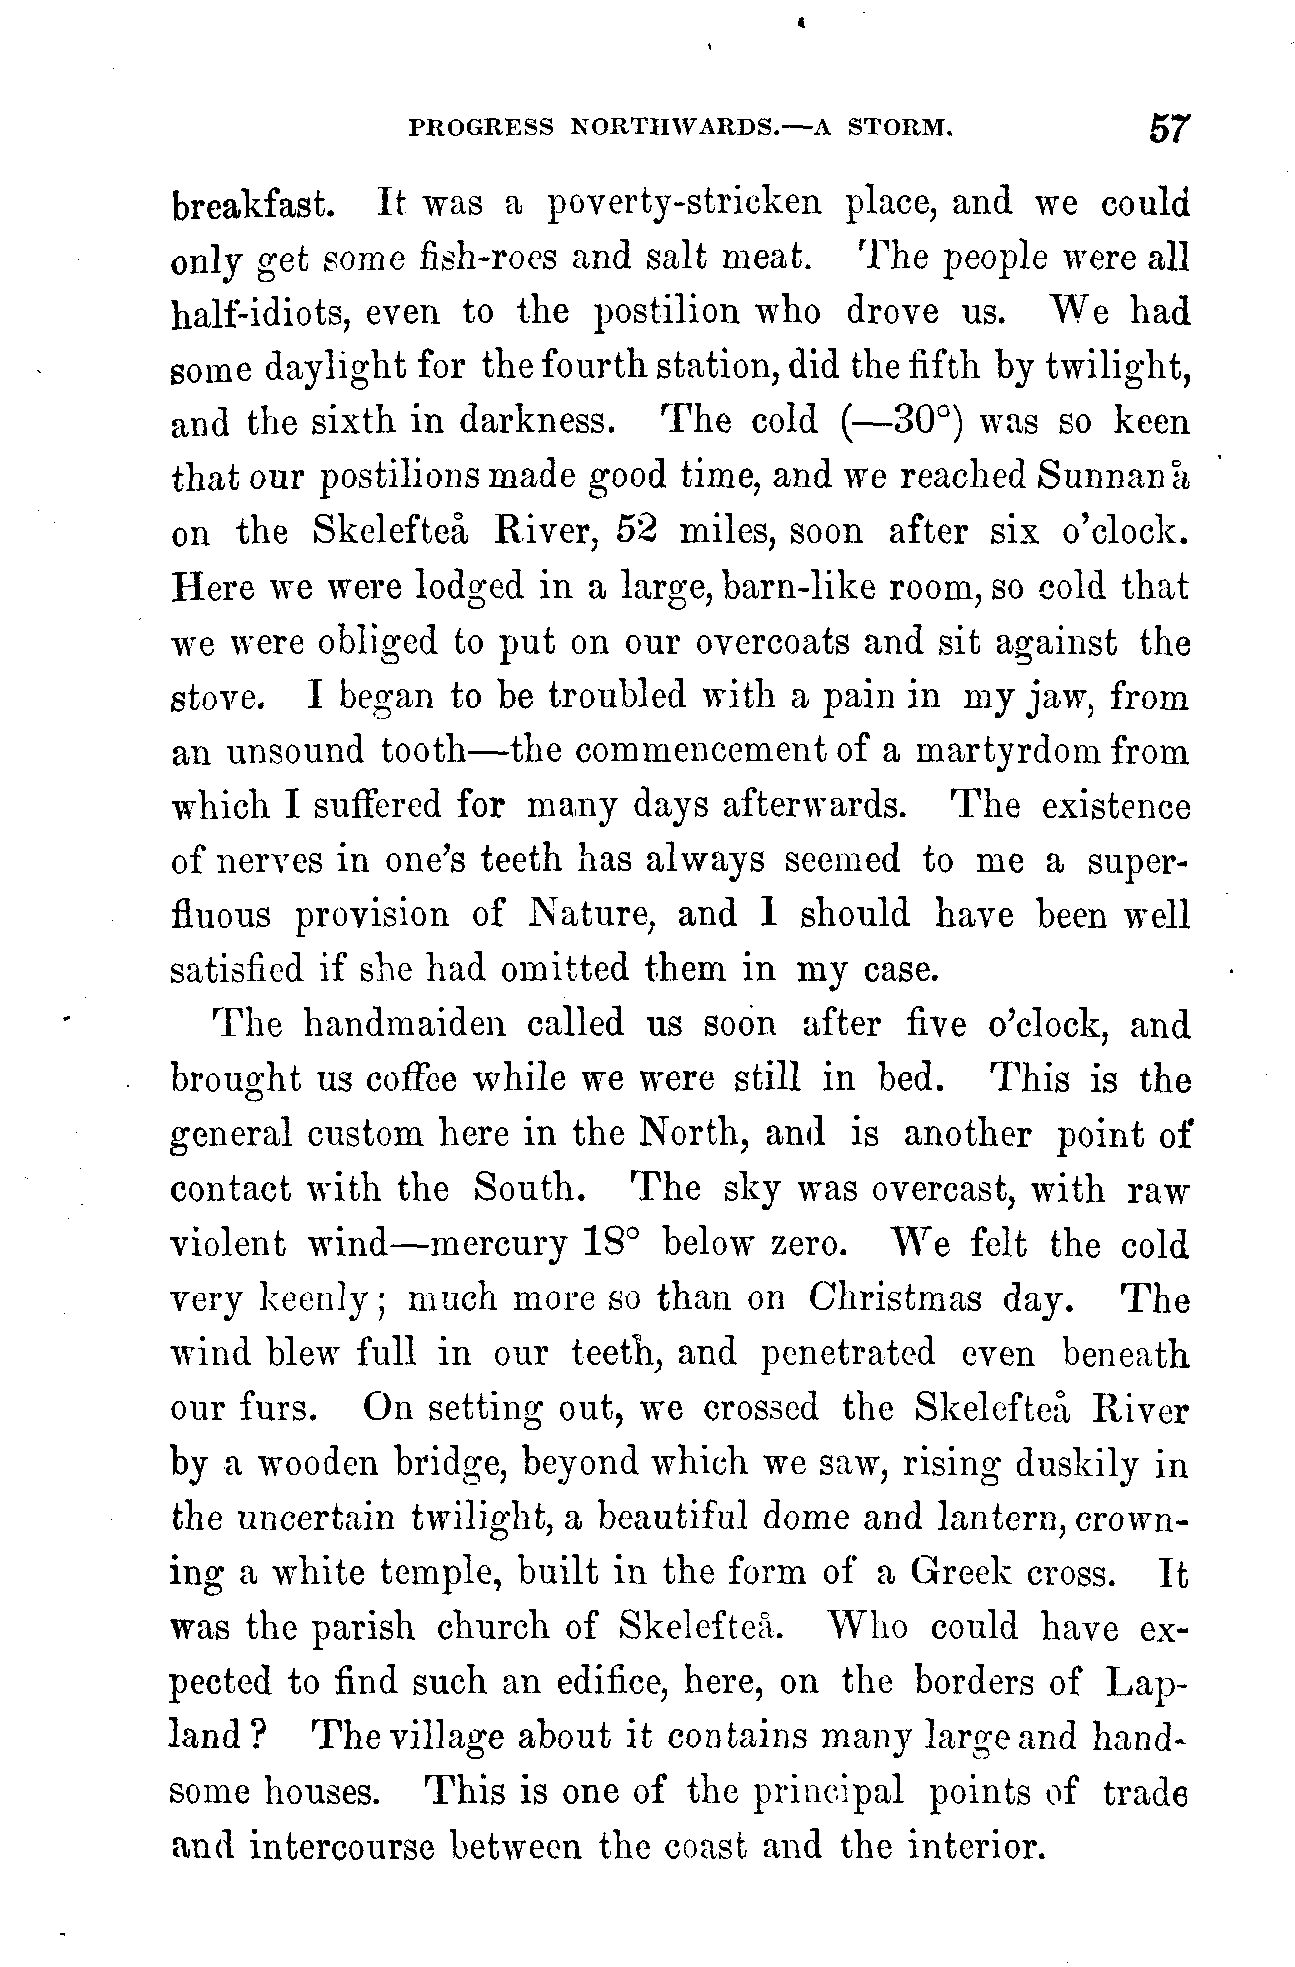 PROGRESS NORTHWARDS.—A STORM. 57
breakfast. It was a poverty-stricken place, and we could
only get some fish-roes and salt meat. The people were all
half-idiots, even to the postilion who drove us. We had
some daylight for the fourth station, did the fifth by twilight,
and the sixth in darkness. The cold (—30°) was so keen
that our postilions made good time, and we reached Sunnanå
on the Skelefteå River, 52 miles, soon after six o'clock.
Here we were lodged in a large, barn-like room, so cold that
we were obliged to put on our overcoats and sit against the
stove. I began to be troubled with a pain in my jaw, from
an unsound tooth—the commencement of a martyrdom from
which I suffered for many days afterwards. The existence
of nerves in one's teeth has always seemed to me a super-
fluous provision of Nature, and I should have been well
satisfied if she had omitted them in my case.
The handmaiden called us soon after five o'clock, and
brought us coffee while we were still in bed. This is the
general custom here in the North, and is another point of
contact with the South. The sky was overcast, with raw
violent wind—mercury 18° below zero. We felt the cold
very keenly; much more so than on Christmas day. The
wind blew full in our teeth, and penetrated even beneath
our furs. On setting out, we crossed the Skelefteå River
by a wooden bridge, beyond which we saw, rising duskily in
the uncertain twilight, a beautiful dome and lantern, crown-
ing a white temple, built in the form of a Greek cross. It
was the parish church of Skelefteå. Who could have ex-
pected to find such an edifice, here, on the borders of Lap-
land? The village about it contains many large and hand-
some houses. This is one of the principal points of trade
and intercourse between the coast and the interior.